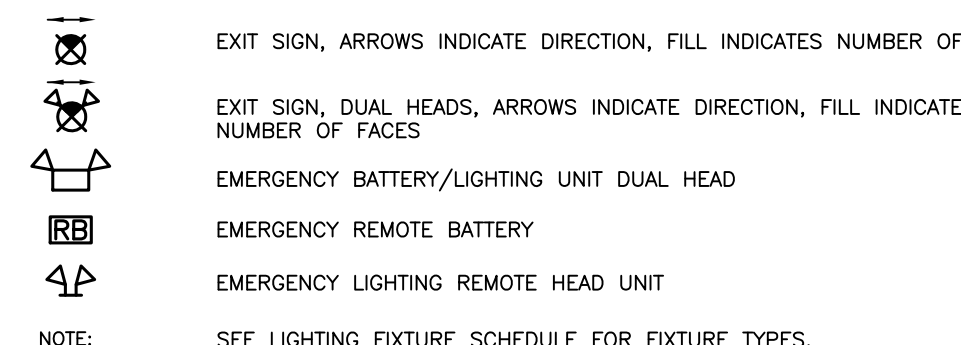 EXIT SIGN, ARROWS INDICATE DIRECTION, FILL INDICATES NUMBER OF
EXIT SIGN, DUAL HEADS, ARROWS INDICATE DIRECTION, FILL INDICATE
NUMBER OF FACES
EMERGENCY BATTERY/LIGHTING UNIT DUAL HEAD
RB EMERGENCY REMOTE BATTERY
EMERGENCY LIGHTING REMOTE HEAD UNIT
NOTE: SEE LIGHTING FIXTURE SCHEDULE FOR FIXTURE TYPES.